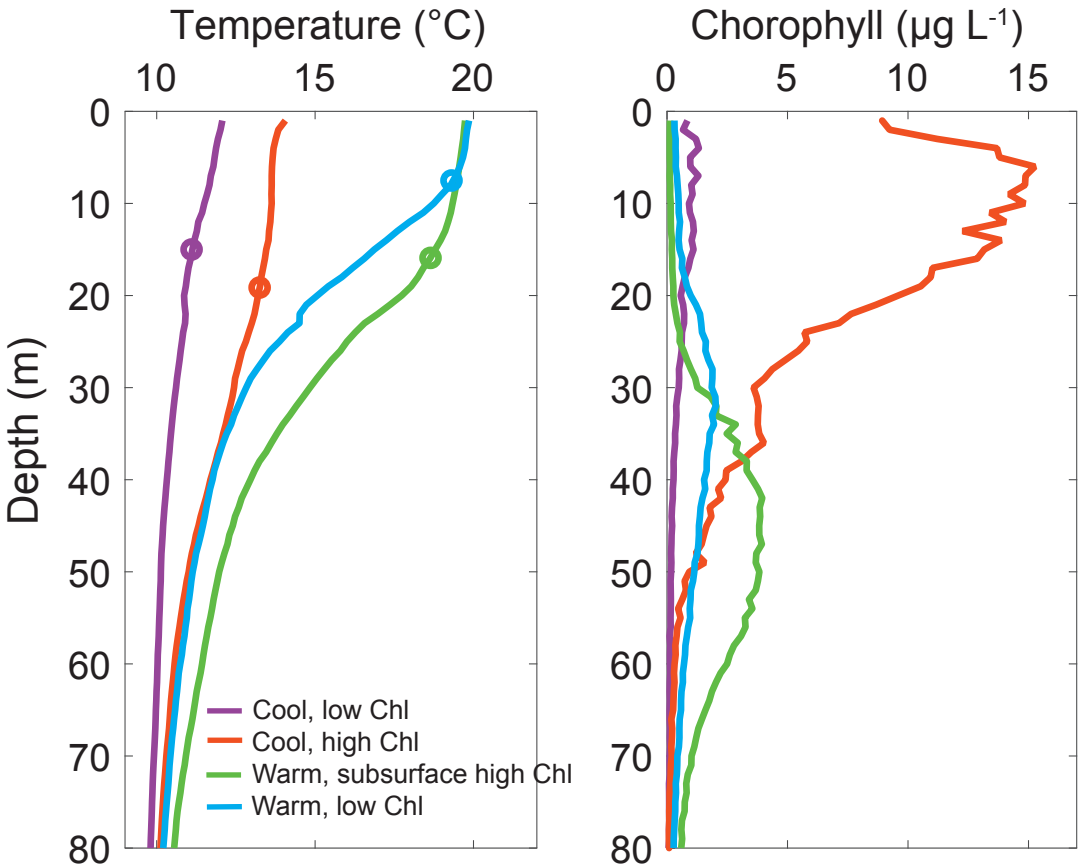 Temperature (°C)
10 15 20
Chorophyll (µg L-1)
0 5 10 15
Depth (m)
0
10
20
30
40
50
60
70
80
Cool, low Chl
Cool, high Chl
Warm, subsurface high Chl
Warm, low Chl
0
10
20
30
40
50
60
70
80